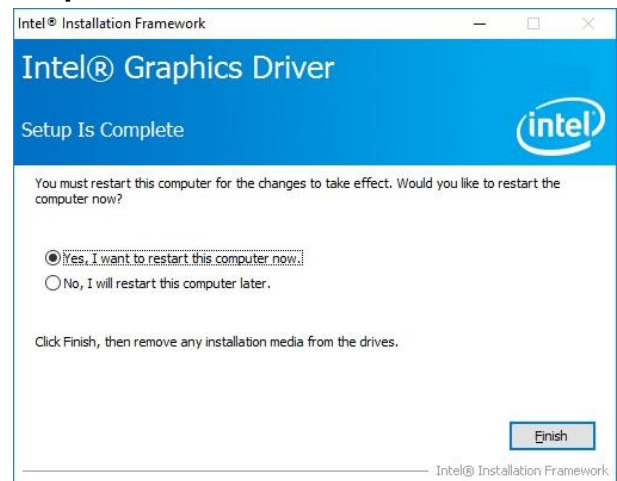 Intel® Installation Framework
Intel® Graphics Driver
Setup Is Complete
intel
You must restart this computer for the changes to take effect. Would you like to restart the
computer now?
Yes, I want to restart this computer now.
No, I will restart this computer later.
Click Finish, then remove any installation media from the drives.
Finish
Intel® Installation Framework